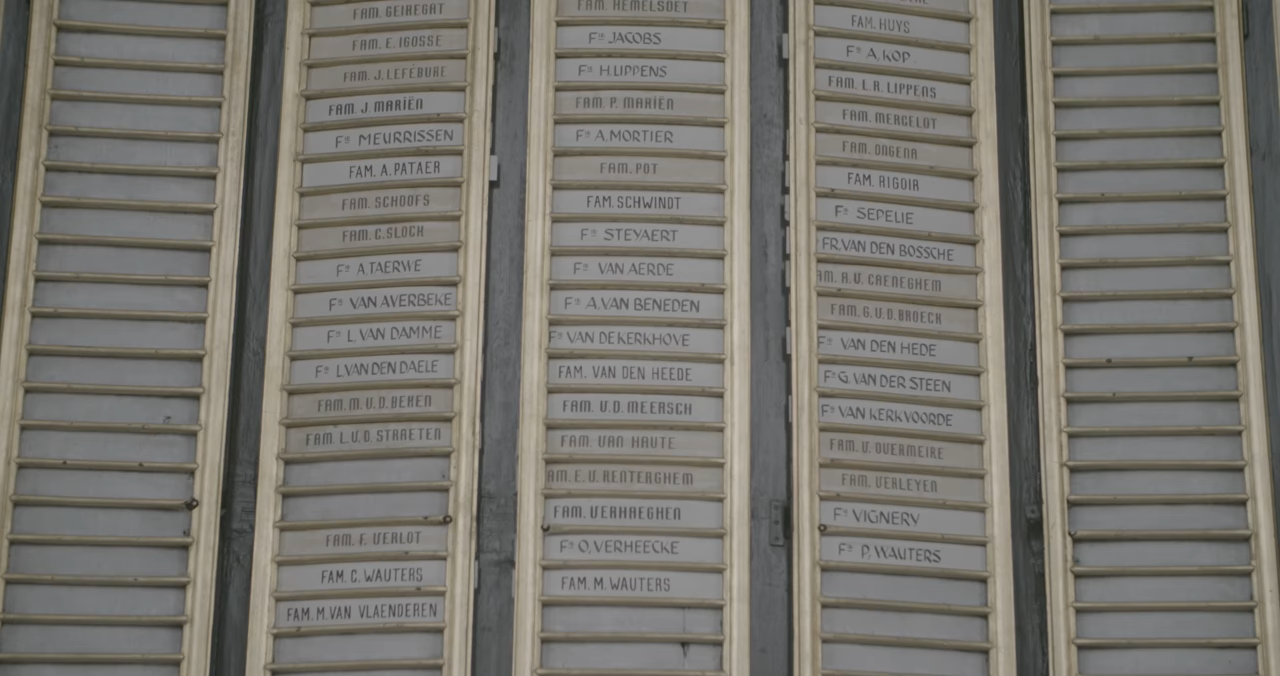 FAM. GEIREGAT
FAM. E. IGOSSE
FAM. J. LEFÉBURE
FAM. J. MARIËN
Fᵉ MEURRISSEN
FAM. A. PATAER
FAM. SCHOOFS
FAM. C. SLOCK
Fᵉ A. TAERWE
Fᵉ VAN AVERBEKE
Fᵉ L. VAN DAMME
Fᵉ L. VAN DEN DAELE
FAM. M. V. D. BEKEN
FAM. L. V. D. STRAETEN
FAM. F. VERLOT
FAM. C. WAUTERS
FAM. M. VAN VLAENDEREN
FAM. HEMELSOET
Fᵉ JACOBS
Fᵉ H. LIPPENS
FAM. P. MARIËN
Fᵉ A. MORTIER
FAM. POT
FAM. SCHWINDT
Fᵉ STEYAERT
Fᵉ VAN AERDE
Fᵉ A. VAN BENEDEN
Fᵉ VAN DE KERKHOVE
FAM. VAN DEN HEEDE
FAM. V. D. MEERSCH
FAM. VAN HAUTE
AM. E. V. RENTERGHEM
FAM. VERHAEGHEN
Fᵉ O. VERHEECKE
FAM. M. WAUTERS
FAM. HUYS
Fᵉ A. KOP
FAM. L. R. LIPPENS
FAM. MERGELOT
FAM. ONGENA
FAM. RIGOIR
Fᵉ SEPELIE
FR. VAN DEN BOSSCHE
AM. A. V. CAENEGHEM
FAM. G. V. D. BROECK
Fᵉ VAN DEN HEDE
Fᵉ G. VAN DER STEEN
Fᵉ VAN KERKVOORDE
FAM. V. OVERMEIRE
FAM. VERLEYEN
Fᵉ VIGNERY
Fᵉ P. WAUTERS